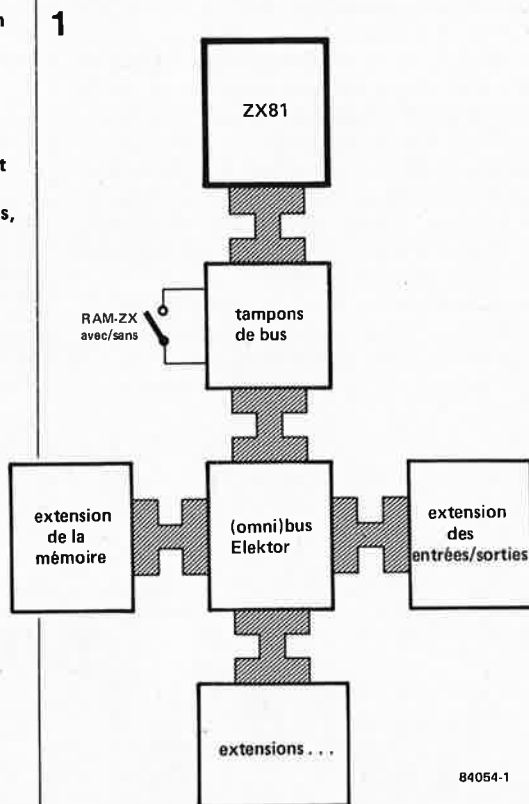 n
t
s,
1
ZX81
RAM-ZX
avec/sans
tampons
de bus
extension
de la
mémoire
(omni)bus
Elektor
extension
des
entrées/sorties
extensions . . .
84054-1